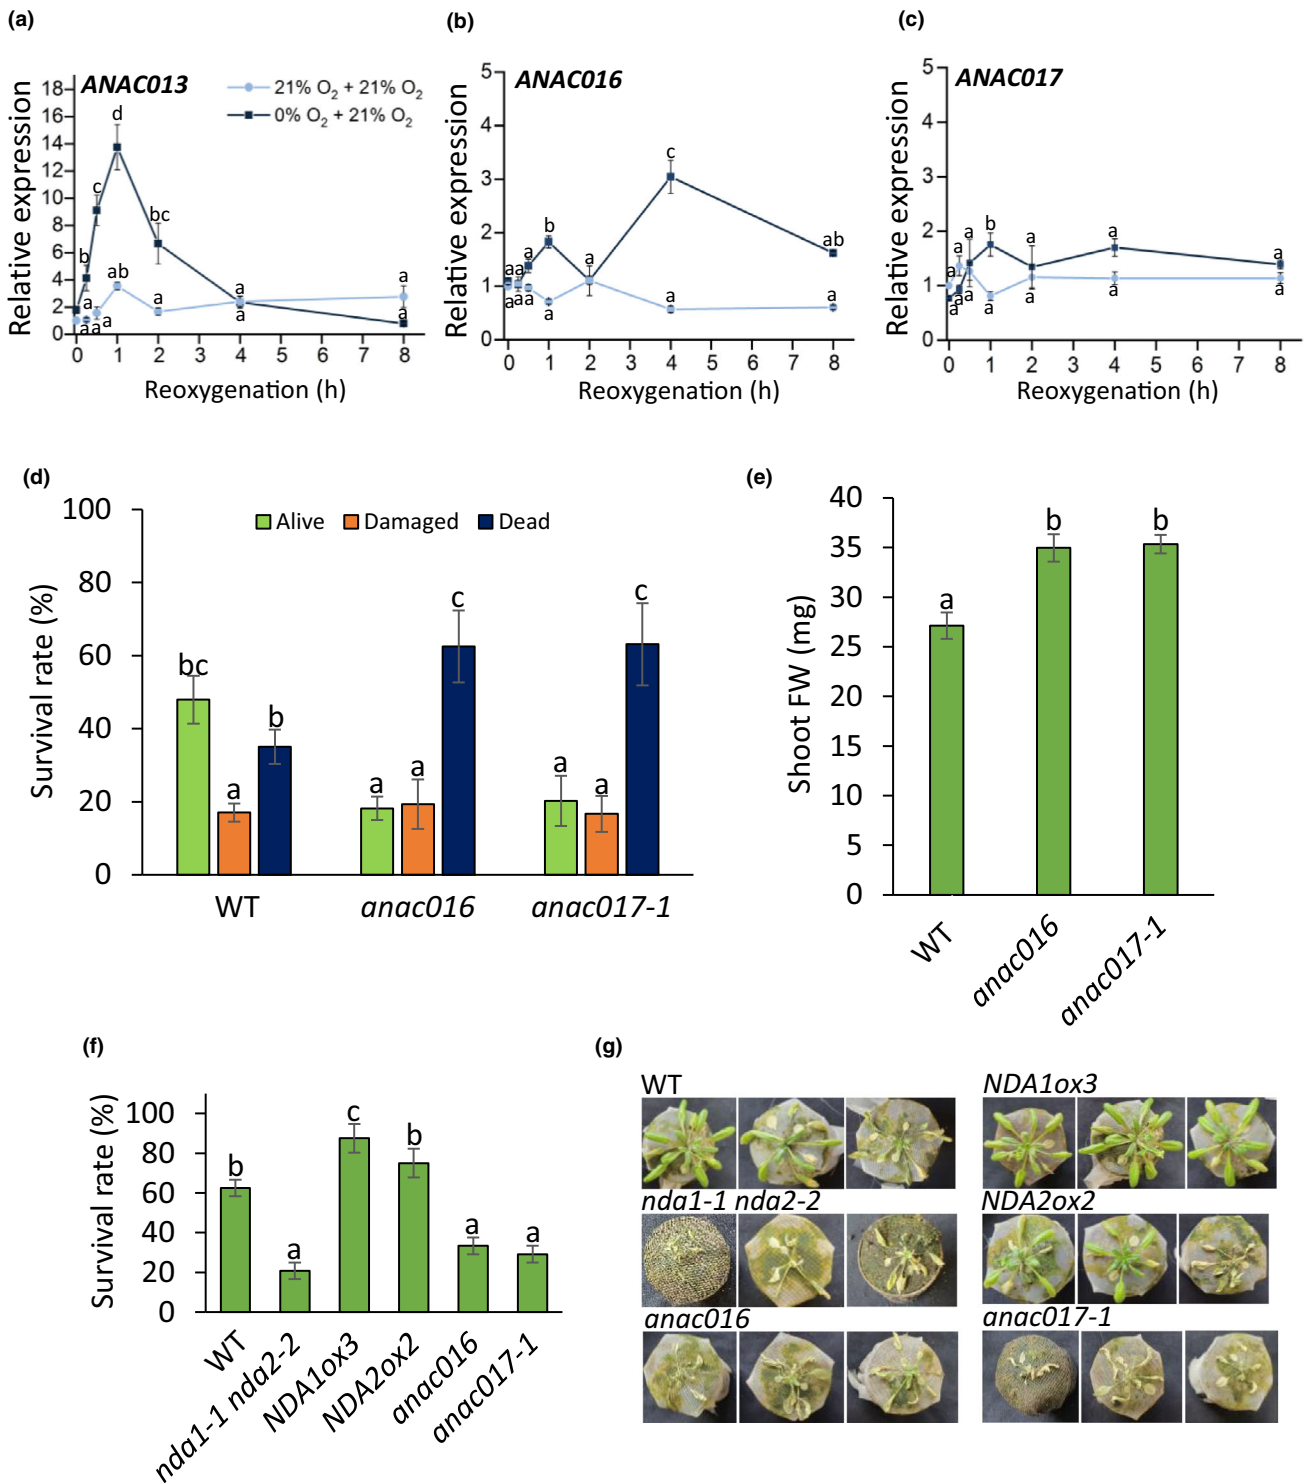 (a)
ANAC013
21% O2 + 21% O2
0% O2 + 21% O2
Relative expression
18
16
14
12
10
8
6
4
2
0
d
c
bc
b
ab
a
a
a
a
a
a
a
a
a
0 1 2 3 4 5 6 7 8
Reoxygenation (h)
(b)
ANAC016
Relative expression
5
4
3
2
1
0
c
b
ab
a
a
a
a
a
a
a
a
a
a
0 1 2 3 4 5 6 7 8
Reoxygenation (h)
(c)
ANAC017
Relative expression
5
4
3
2
1
0
b
a
a
a
a
a
a
a
a
a
a
a
a
a
0 1 2 3 4 5 6 7 8
Reoxygenation (h)
(d)
Survival rate (%)
100
80
60
40
20
0
Alive Damaged Dead
bc a b
a a c
a a c
WT anac016 anac017-1
(e)
Shoot FW (mg)
40
35
30
25
20
15
10
5
0
a b b
WT
anac016
anac017-1
(f)
Survival rate (%)
100
80
60
40
20
0
b a c b a a
WT
nda1-1 nda2-2
NDA1ox3
NDA2ox2
anac016
anac017-1
(g)
WT
NDA1ox3
nda1-1 nda2-2
NDA2ox2
anac016
anac017-1